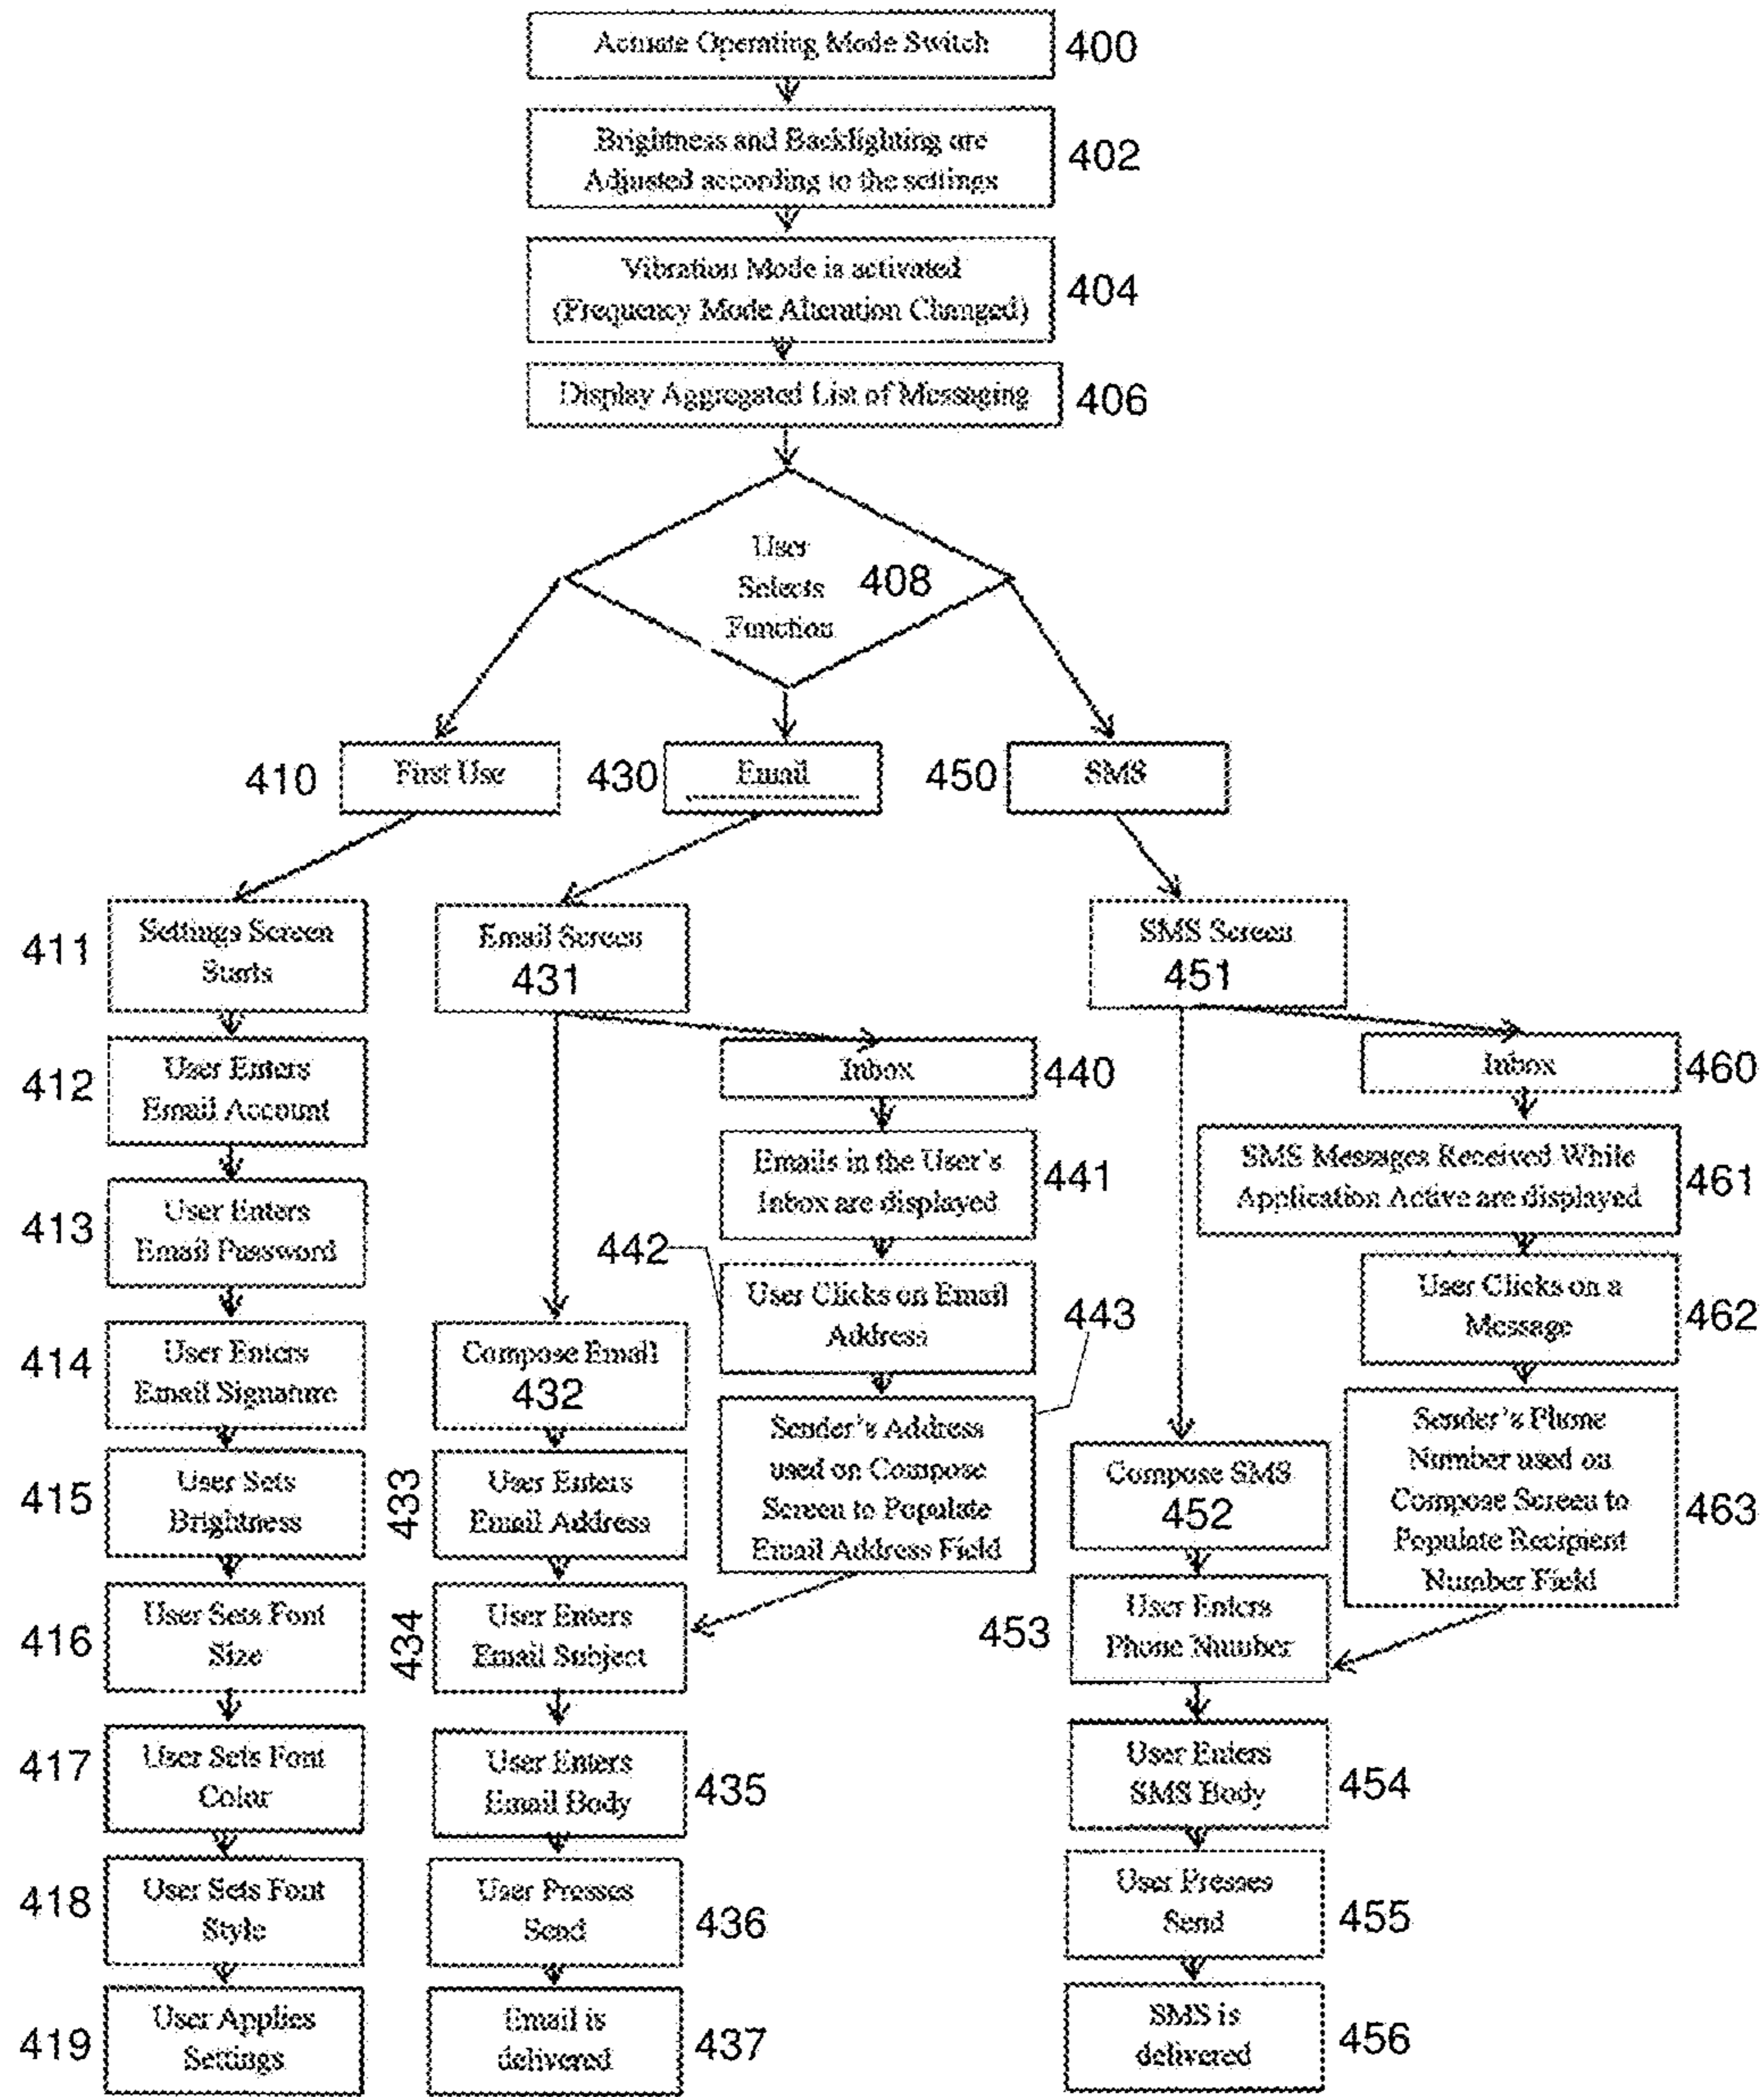 Actuate Operating Mode Switch
400
Brightness and Backlighting are
Adjusted according to the settings
402
Vibration Mode is activated
(Frequency Mode Alteration Changed)
404
Display Aggregated List of Messaging
406
User
Selects
Function
408
410
First Use
430
Email
450
SMS
411
Settings Screen
Starts
412
User Enters
Email Account
413
User Enters
Email Password
414
User Enters
Email Signature
415
User Sets
Brightness
416
User Sets Font
Size
417
User Sets Font
Color
418
User Sets Font
Style
419
User Applies
Settings
Email Screen
431
Compose Email
432
433
User Enters
Email Address
434
User Enters
Email Subject
User Enters
Email Body
435
User Presses
Send
436
Email is
delivered
437
Inbox
440
Emails in the User's
Inbox are displayed
441
442
User Clicks on Email
Address
443
Sender's Address
used on Compose
Screen to Populate
Email Address Field
SMS Screen
451
Compose SMS
452
453
User Enters
Phone Number
User Enters
SMS Body
454
User Presses
Send
455
SMS is
delivered
456
Inbox
460
SMS Messages Received While
Application Active are displayed
461
User Clicks on a
Message
462
Sender's Phone
Number used on
Compose Screen to
Populate Recipient
Number Field
463